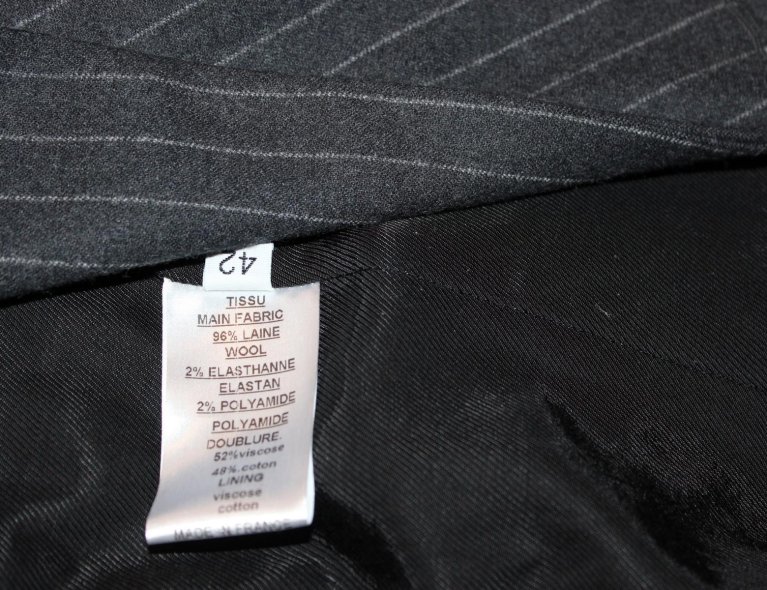 42
TISSU
MAIN FABRIC
96% LAINE
WOOL
2% ELASTHANNE
ELASTAN
2% POLYAMIDE
POLYAMIDE
DOUBLURE.
52%viscose
48%.coton
LINING
viscose
cotton
MADE IN FRANCE